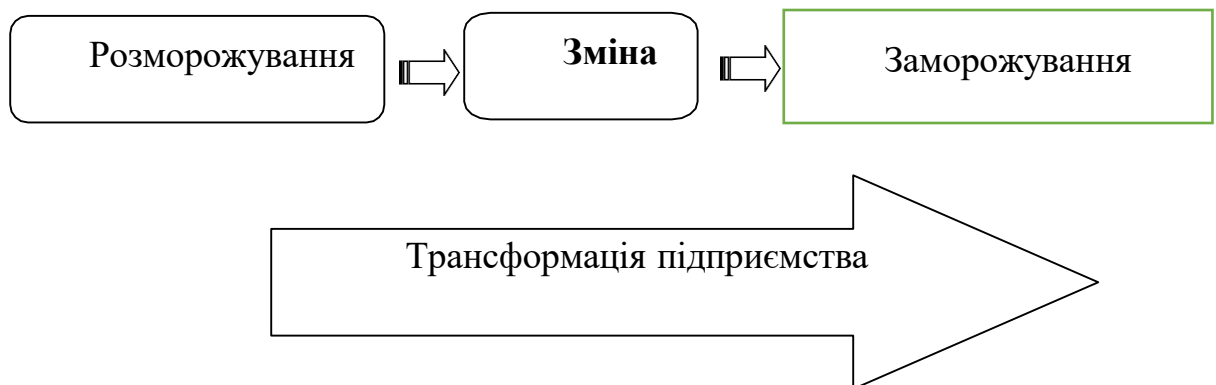 Розморожування
Зміна
Заморожування
Трансформація підприємства